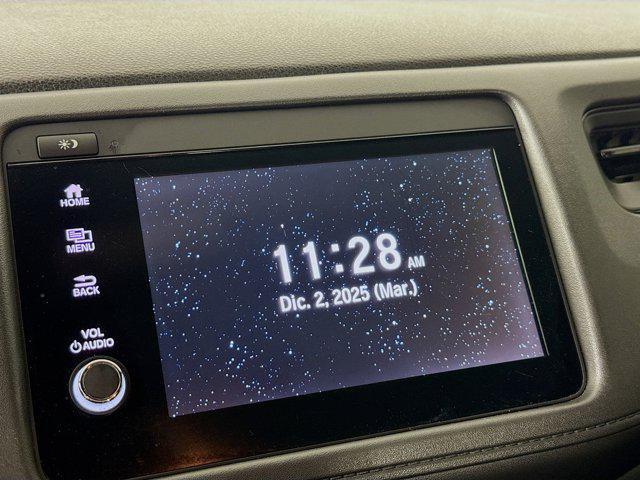 HOME
MENU
BACK
VOL
AUDIO
11:28 AM
Dic. 2, 2025 (Mar.)